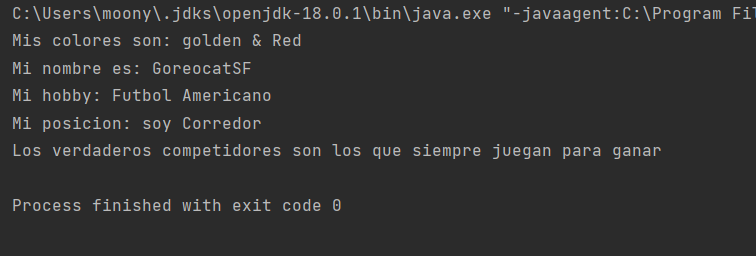 C:\Users\moony\.jdks\openjdk-18.0.1\bin\java.exe "-javaagent:C:\Program Fil
Mis colores son: golden & Red
Mi nombre es: GoreocatSF
Mi hobby: Futbol Americano
Mi posicion: soy Corredor
Los verdaderos competidores son los que siempre juegan para ganar
Process finished with exit code 0